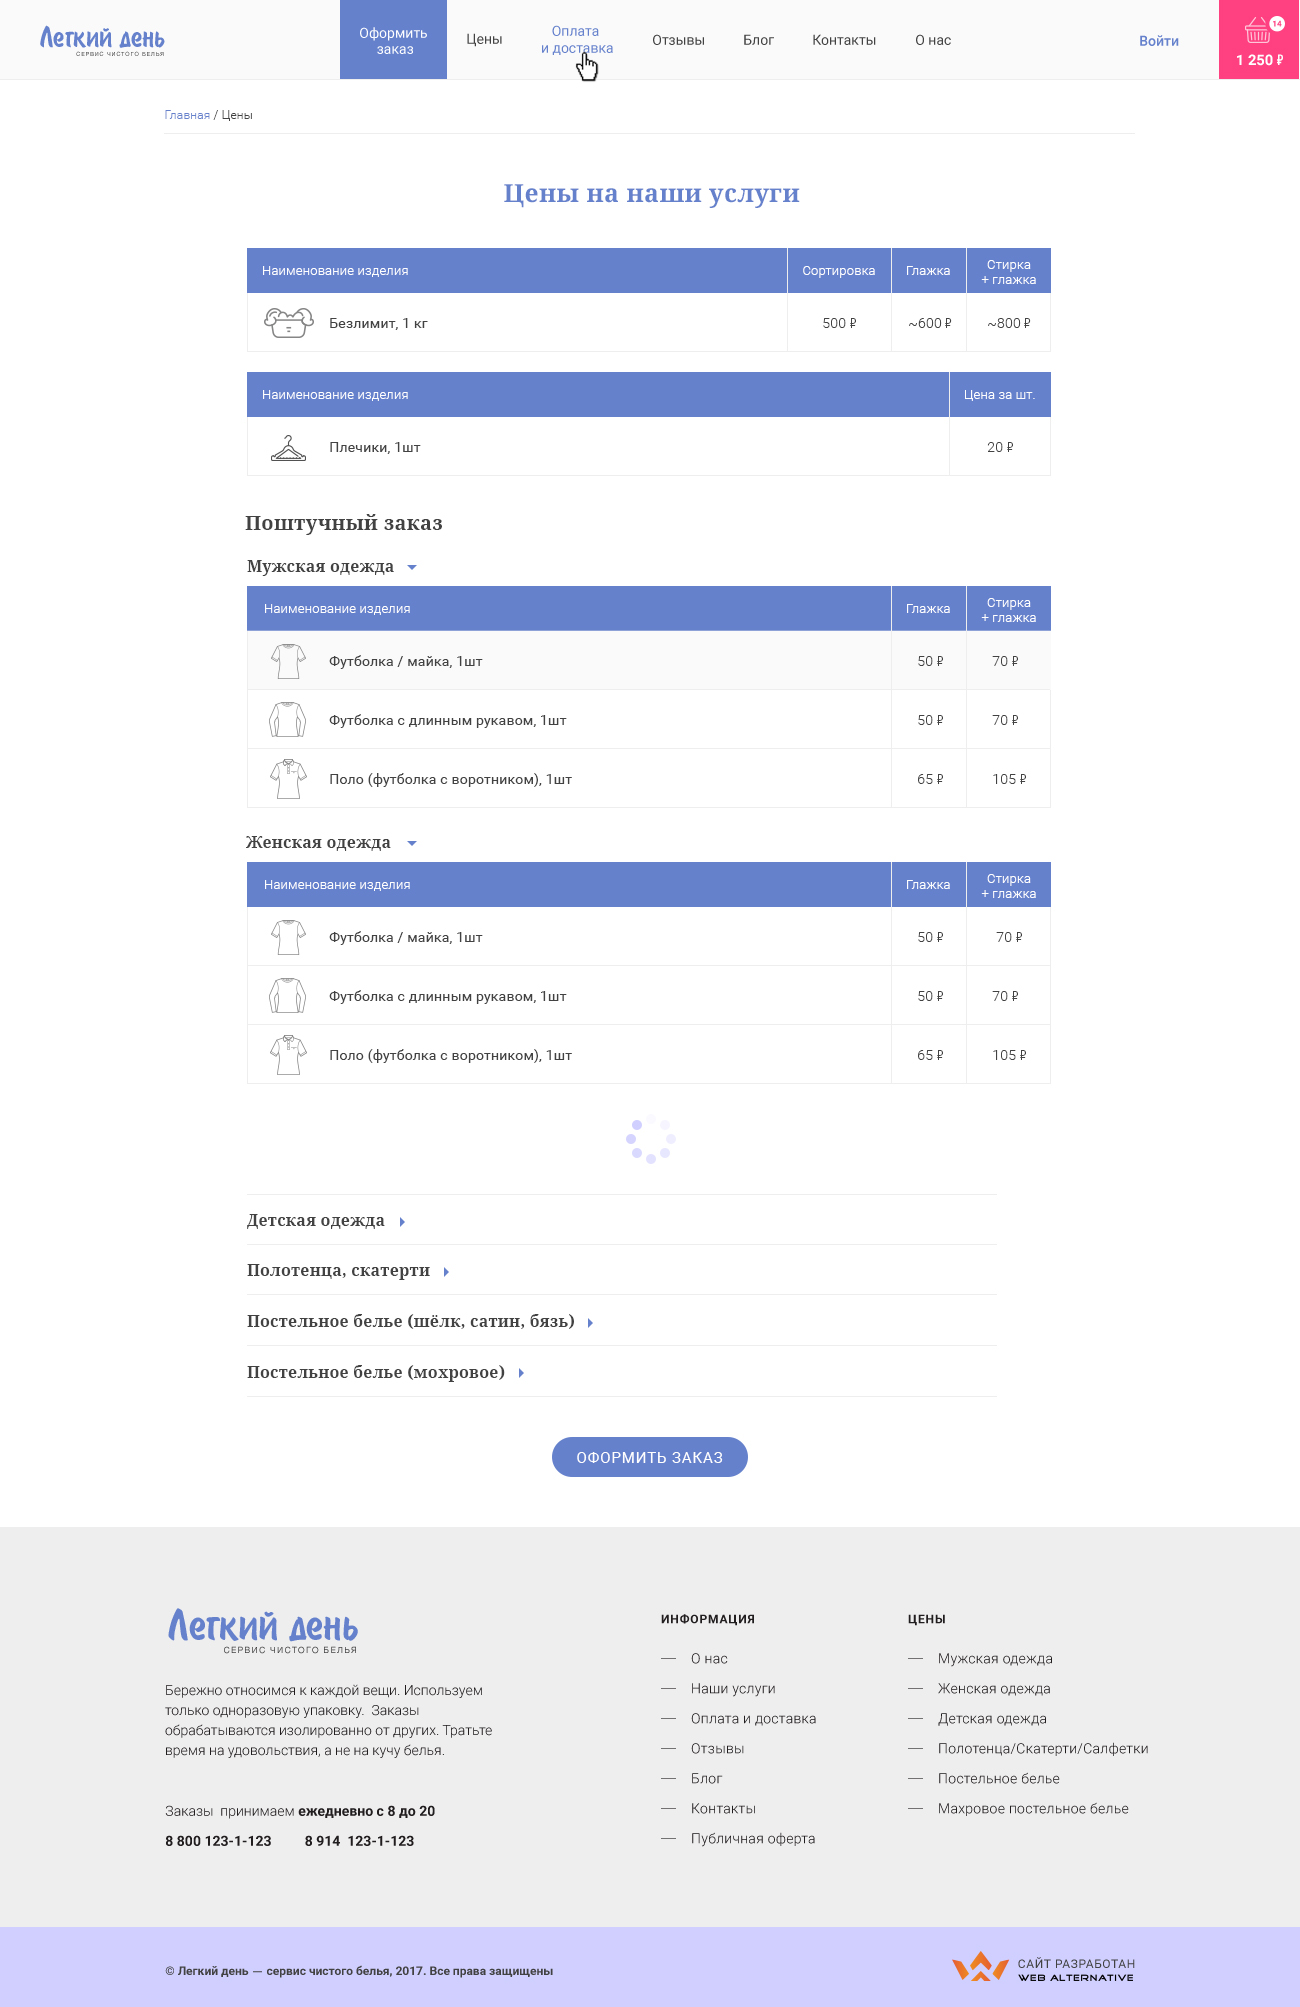 Легкий день
СЕРВИС ЧИСТОГО БЕЛЬЯ
Оформить
заказ
Цены
Оплата
и доставка
Отзывы
Блог
Контакты
О нас
Войти
14
1 250 ₽
Главная / Цены
Цены на наши услуги
Наименование изделия Сортировка Глажка Стирка
+ глажка
Безлимит, 1 кг 500 ₽ ~600 ₽ ~800 ₽
Наименование изделия Цена за шт.
Плечики, 1шт 20 ₽
Поштучный заказ
Мужская одежда
Наименование изделия Глажка Стирка
+ глажка
Футболка / майка, 1шт 50 ₽ 70 ₽
Футболка с длинным рукавом, 1шт 50 ₽ 70 ₽
Поло (футболка с воротником), 1шт 65 ₽ 105 ₽
Женская одежда
Наименование изделия Глажка Стирка
+ глажка
Футболка / майка, 1шт 50 ₽ 70 ₽
Футболка с длинным рукавом, 1шт 50 ₽ 70 ₽
Поло (футболка с воротником), 1шт 65 ₽ 105 ₽
Детская одежда
Полотенца, скатерти
Постельное белье (шёлк, сатин, бязь)
Постельное белье (мохровое)
ОФОРМИТЬ ЗАКАЗ
Легкий день
СЕРВИС ЧИСТОГО БЕЛЬЯ
Бережно относимся к каждой вещи. Используем
только одноразовую упаковку. Заказы
обрабатываются изолированно от других. Тратьте
время на удовольствия, а не на кучу белья.
Заказы принимаем ежедневно с 8 до 20
8 800 123-1-123 8 914 123-1-123
ИНФОРМАЦИЯ
— О нас
— Наши услуги
— Оплата и доставка
— Отзывы
— Блог
— Контакты
— Публичная оферта
ЦЕНЫ
— Мужская одежда
— Женская одежда
— Детская одежда
— Полотенца/Скатерти/Салфетки
— Постельное белье
— Махровое постельное белье
© Легкий день — сервис чистого белья, 2017. Все права защищены
САЙТ РАЗРАБОТАН
WEB ALTERNATIVE